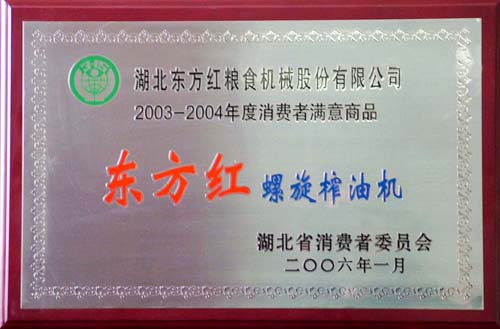 湖北东方红粮食机械股份有限公司
2003-2004年度消费者满意商品
东方红 螺旋榨油机
湖北省消费者委员会
二〇〇六年一月